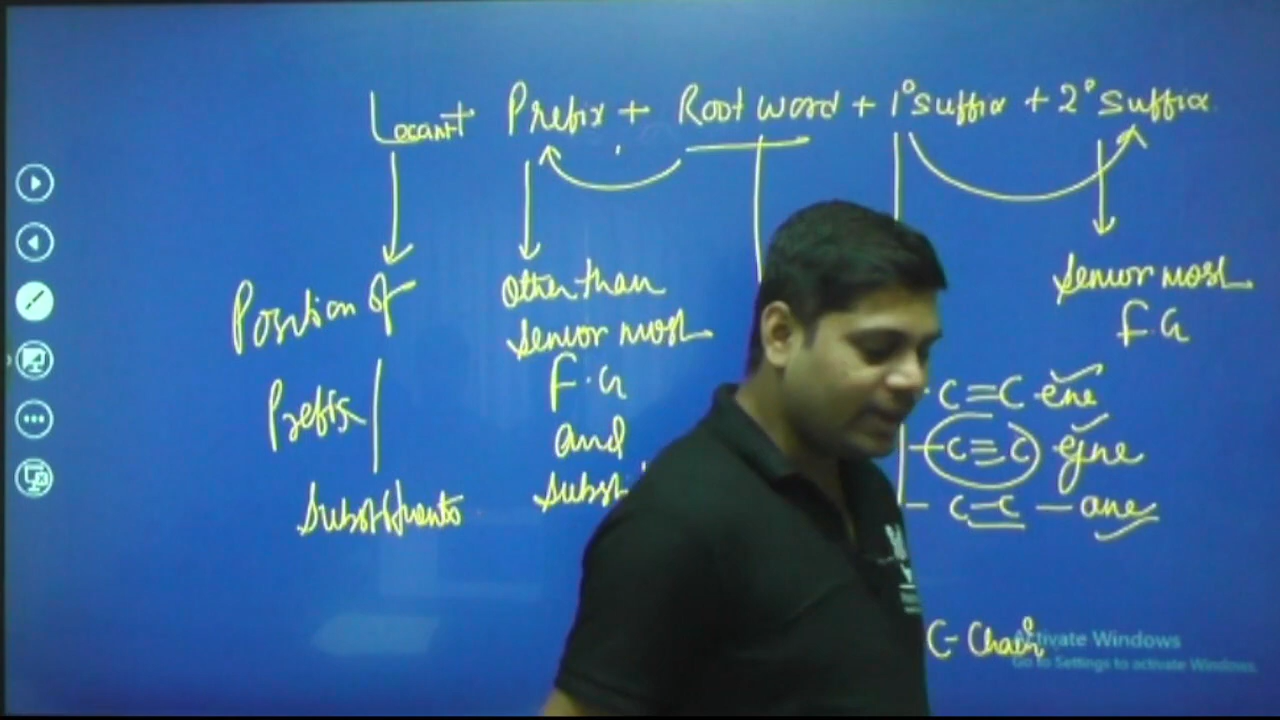 Locant + Prefix + Root word + 1° suffix + 2° suffix
Position of
Prefix /
Substituents
Other than
senior most
F.G
and
Subst
Senior most
F.G
C=C ene
C≡C yne
C-C - ane
C-Chain
Activate Windows
Go to Settings to activate Windows.